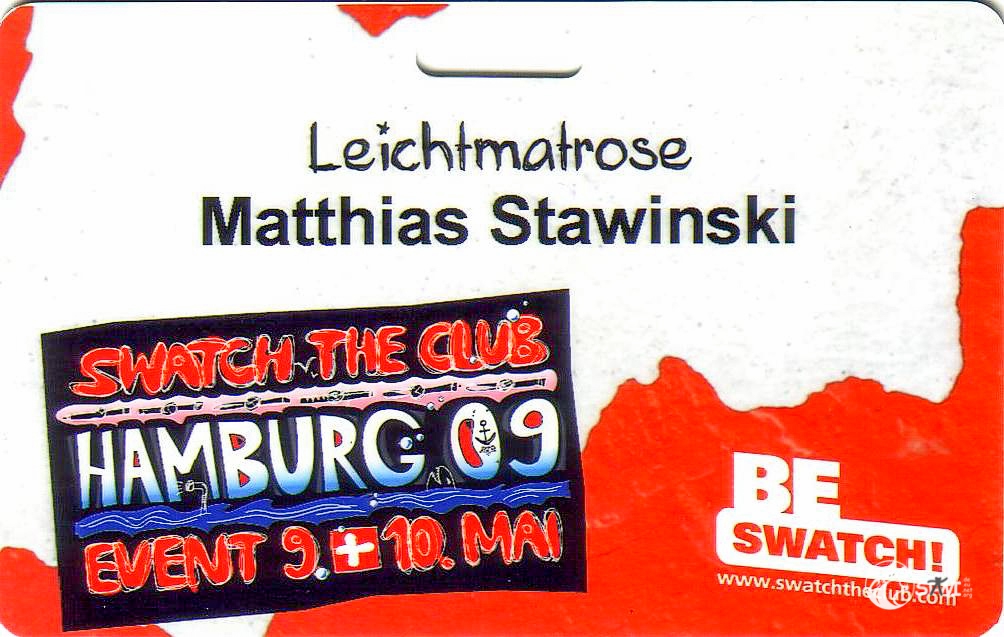 Leichtmatrose
Matthias Stawinski
SWATCH THE CLUB
HAMBURG 09
EVENT 9. + 10. MAI
BE
SWATCH!
www.swatchtheclub.com